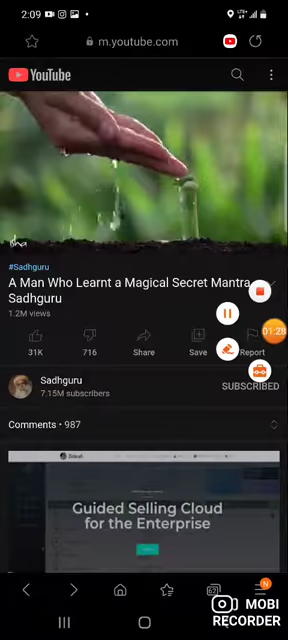 2:09
LTE+
m.youtube.com
YouTube
isha
#Sadhguru
A Man Who Learnt a Magical Secret Mantra
Sadhguru
1.2M views
01:28
31K
716
Share
Save
Report
Sadhguru
7.15M subscribers
SUBSCRIBED
Comments • 987
Guided Selling Cloud
for the Enterprise
N
MOBI
RECORDER